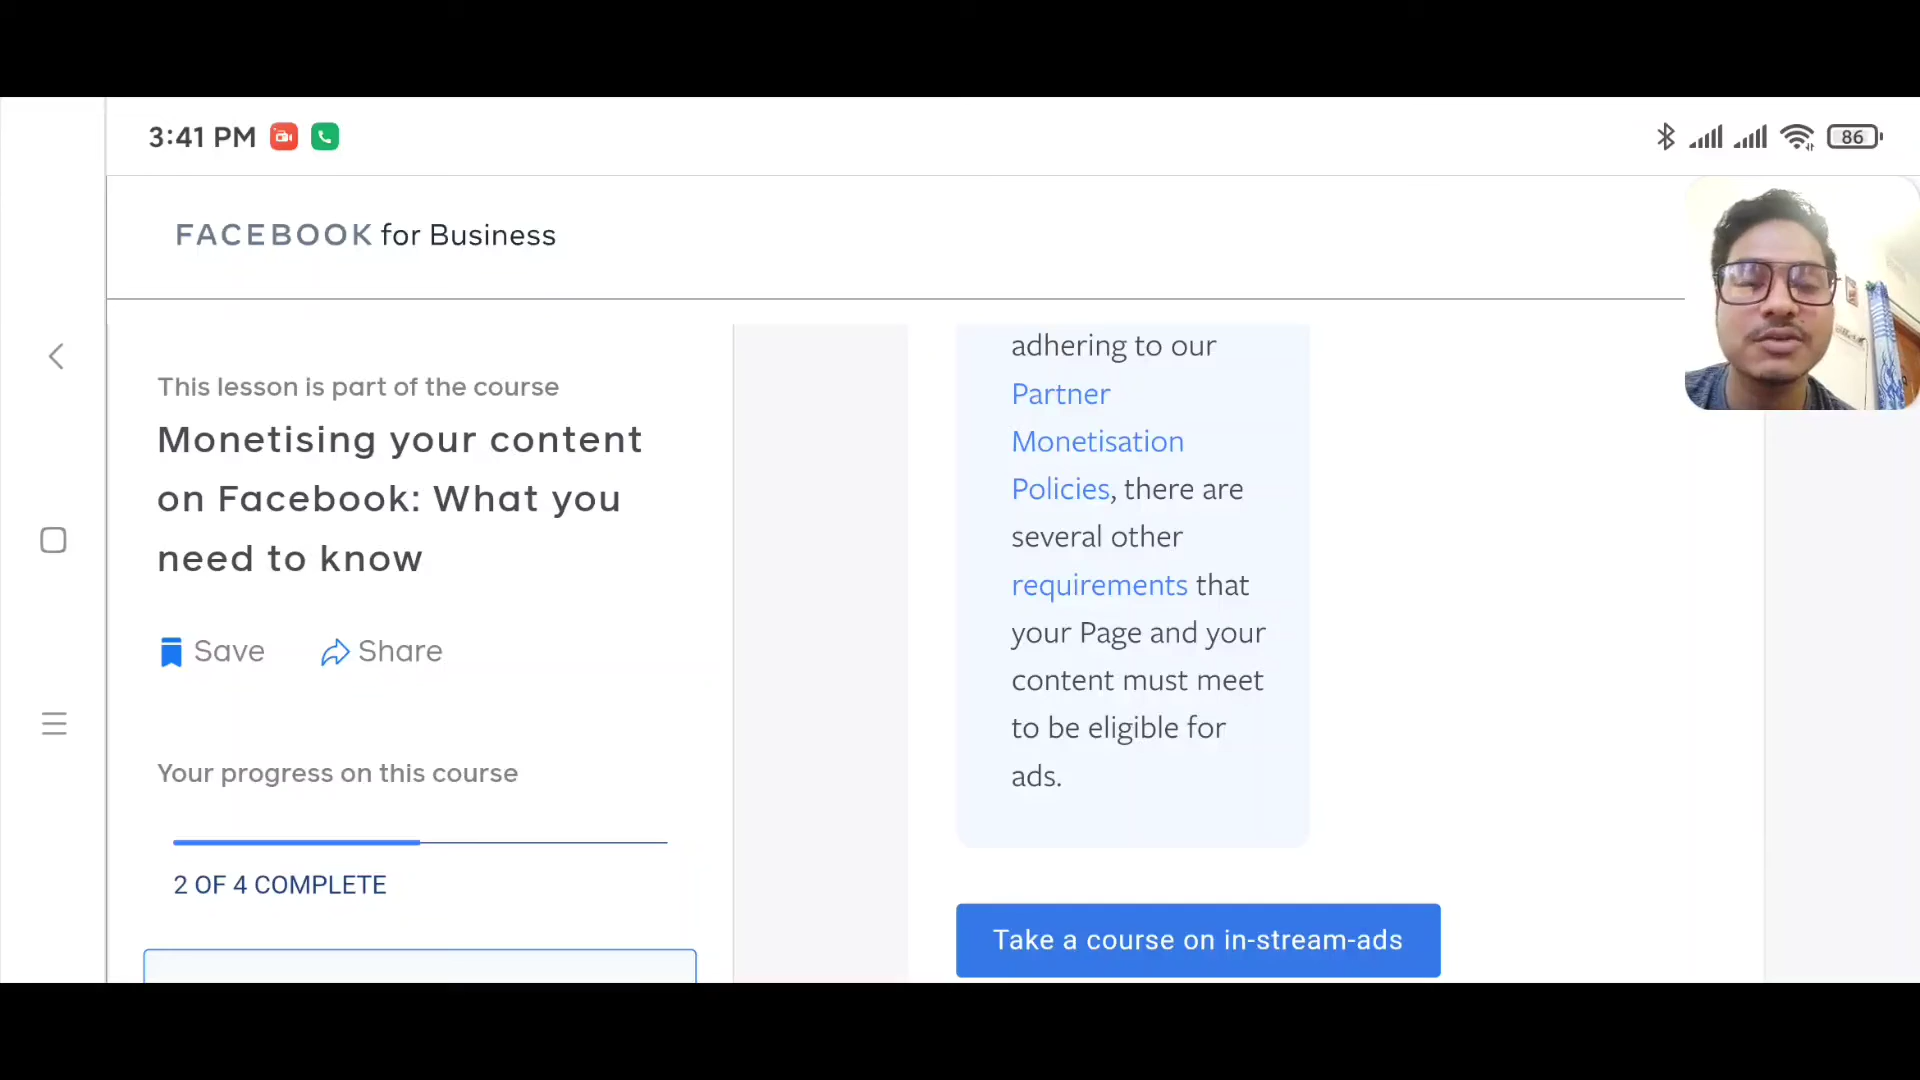 3:41 PM
86
FACEBOOK for Business
This lesson is part of the course
Monetising your content
on Facebook: What you
need to know
Save
Share
Your progress on this course
2 OF 4 COMPLETE
adhering to our
Partner
Monetisation
Policies, there are
several other
requirements that
your Page and your
content must meet
to be eligible for
ads.
Take a course on in-stream-ads